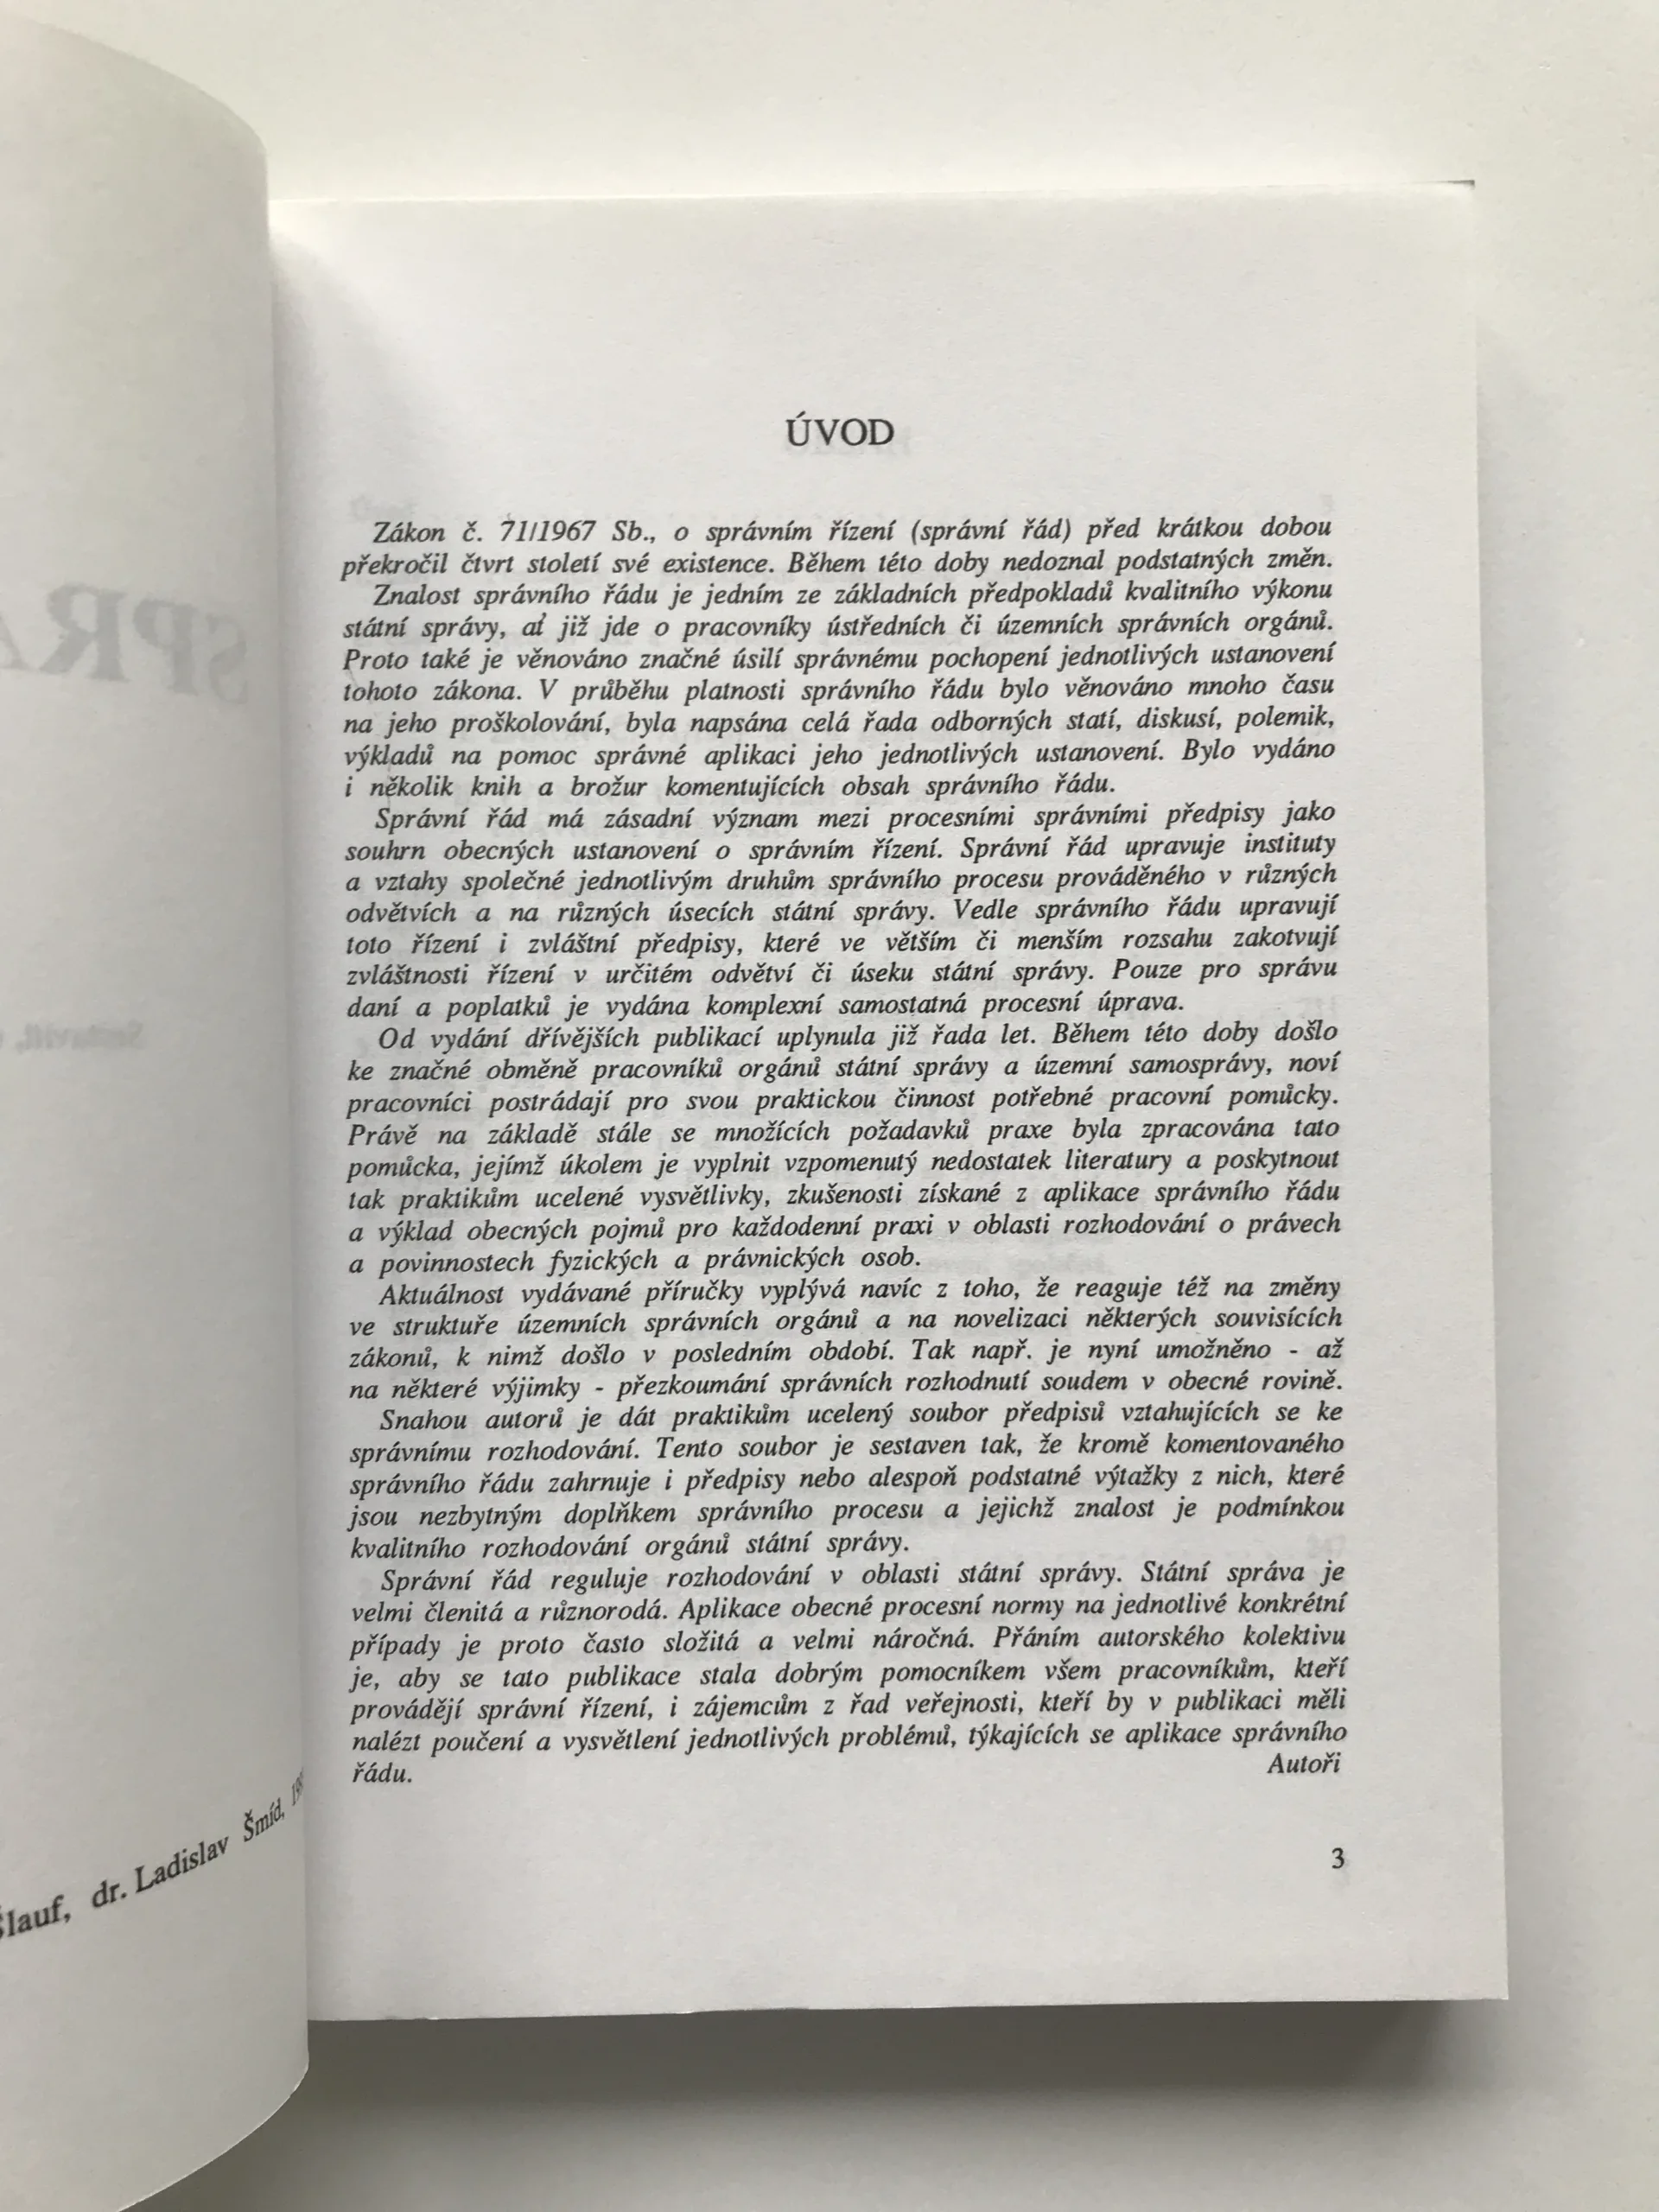 ÚVOD
Zákon č. 71/1967 Sb., o správním řízení (správní řád) před krátkou dobou
překročil čtvrt století své existence. Během této doby nedoznal podstatných změn.
Znalost správního řádu je jedním ze základních předpokladů kvalitního výkonu
státní správy, ať již jde o pracovníky ústředních či územních správních orgánů.
Proto také je věnováno značné úsilí správnému pochopení jednotlivých ustanovení
tohoto zákona. V průběhu platnosti správního řádu bylo věnováno mnoho času
na jeho proškolování, byla napsána celá řada odborných statí, diskusí, polemik,
výkladů na pomoc správné aplikaci jeho jednotlivých ustanovení. Bylo vydáno
i několik knih a brožur komentujících obsah správního řádu.
Správní řád má zásadní význam mezi procesními správními předpisy jako
souhrn obecných ustanovení o správním řízení. Správní řád upravuje instituty
a vztahy společné jednotlivým druhům správního procesu prováděného v různých
odvětvích a na různých úsecích státní správy. Vedle správního řádu upravují
toto řízení i zvláštní předpisy, které ve větším či menším rozsahu zakotvují
zvláštnosti řízení v určitém odvětví či úseku státní správy. Pouze pro správu
daní a poplatků je vydána komplexní samostatná procesní úprava.
Od vydání dřívějších publikací uplynula již řada let. Během této doby došlo
ke značné obměně pracovníků orgánů státní správy a územní samosprávy, noví
pracovníci postrádají pro svou praktickou činnost potřebné pracovní pomůcky.
Právě na základě stále se množících požadavků praxe byla zpracována tato
pomůcka, jejímž úkolem je vyplnit vzpomenutý nedostatek literatury a poskytnout
tak praktikům ucelené vysvětlivky, zkušenosti získané z aplikace správního řádu
a výklad obecných pojmů pro každodenní praxi v oblasti rozhodování o právech
a povinnostech fyzických a právnických osob.
Aktuálnost vydávané příručky vyplývá navíc z toho, že reaguje též na změny
ve struktuře územních správních orgánů a na novelizaci některých souvisících
zákonů, k nimž došlo v posledním období. Tak např. je nyní umožněno - až
na některé výjimky - přezkoumání správních rozhodnutí soudem v obecné rovině.
Snahou autorů je dát praktikům ucelený soubor předpisů vztahujících se ke
správnímu rozhodování. Tento soubor je sestaven tak, že kromě komentovaného
správního řádu zahrnuje i předpisy nebo alespoň podstatné výtažky z nich, které
jsou nezbytným doplňkem správního procesu a jejichž znalost je podmínkou
kvalitního rozhodování orgánů státní správy.
Správní řád reguluje rozhodování v oblasti státní správy. Státní správa je
velmi členitá a různorodá. Aplikace obecné procesní normy na jednotlivé konkrétní
případy je proto často složitá a velmi náročná. Přáním autorského kolektivu
je, aby se tato publikace stala dobrým pomocníkem všem pracovníkům, kteří
provádějí správní řízení, i zájemcům z řad veřejnosti, kteří by v publikaci měli
nalézt poučení a vysvětlení jednotlivých problémů, týkajících se aplikace správního
řádu. Autoři
3
Šlauf, dr. Ladislav Šmíd,